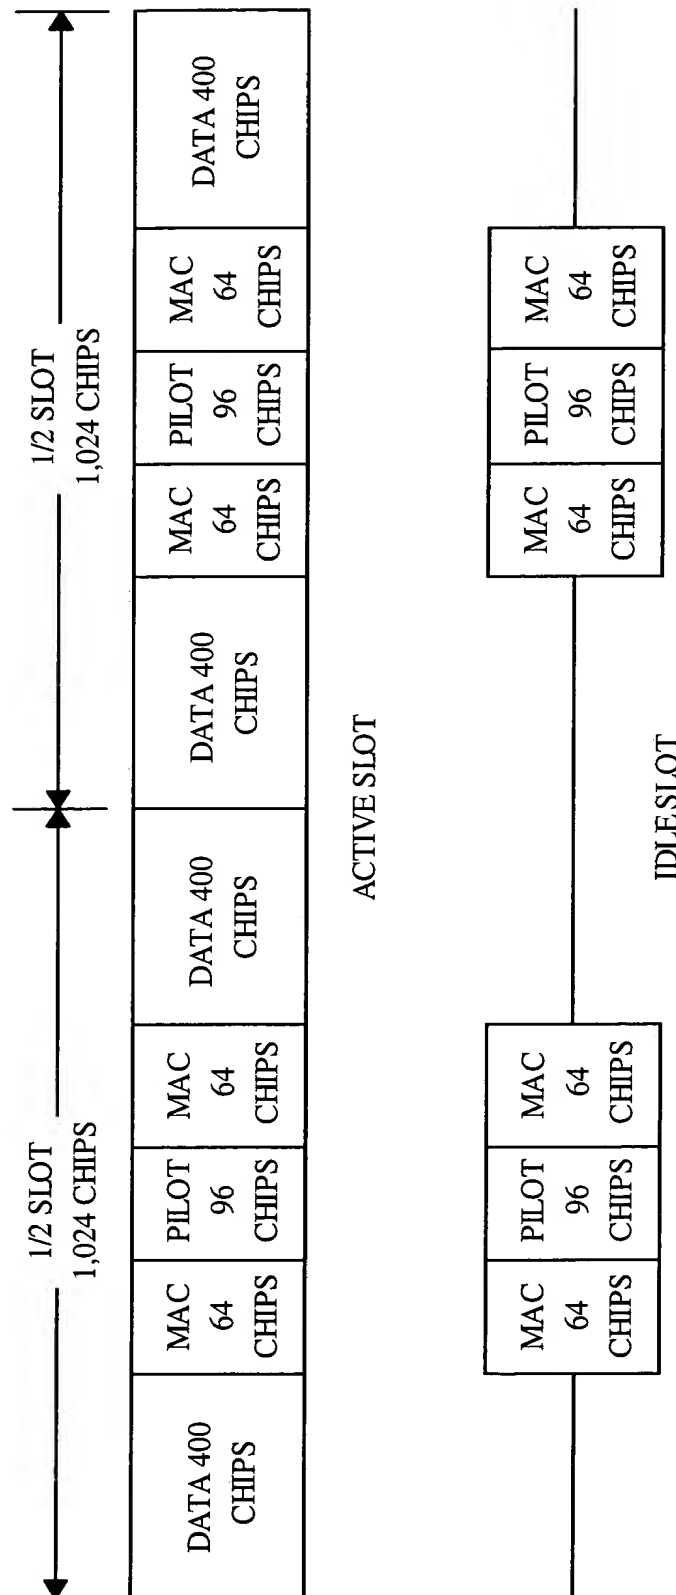 1/2 SLOT
1,024 CHIPS
1/2 SLOT
1,024 CHIPS
DATA 400
CHIPS
MAC
64
CHIPS
PILOT
96
CHIPS
MAC
64
CHIPS
DATA 400
CHIPS
DATA 400
CHIPS
MAC
64
CHIPS
PILOT
96
CHIPS
MAC
64
CHIPS
DATA 400
CHIPS
ACTIVE SLOT
MAC
64
CHIPS
PILOT
96
CHIPS
MAC
64
CHIPS
MAC
64
CHIPS
PILOT
96
CHIPS
MAC
64
CHIPS
IDLE SLOT